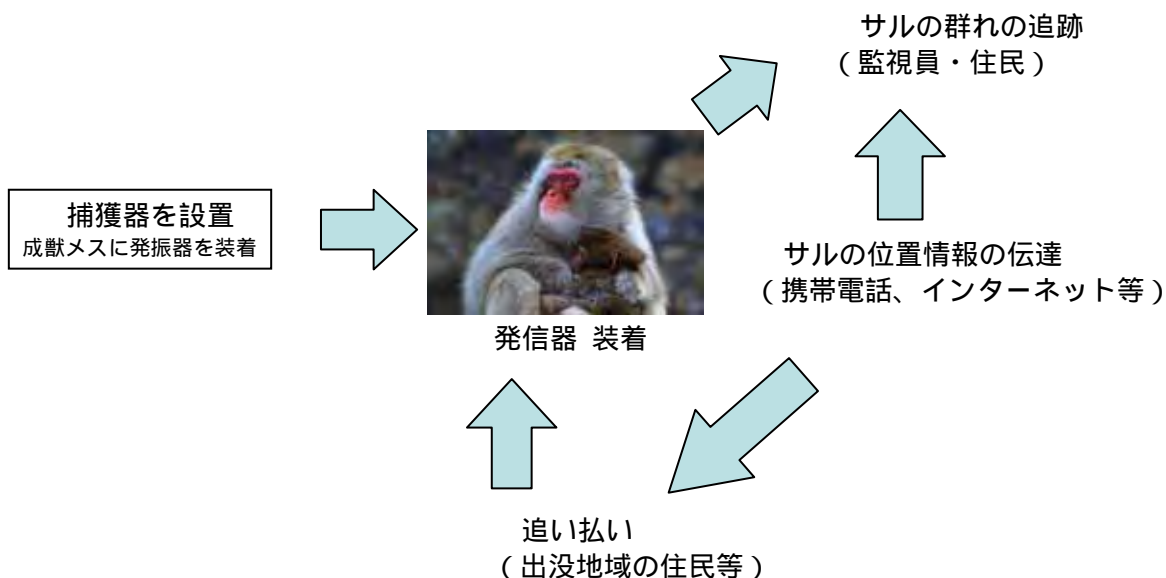 サルの群れの追跡
（監視員・住民）
捕獲器を設置
成獣メスに発振器を装着
サルの位置情報の伝達
（携帯電話、インターネット等）
発信器 装着
追い払い
（出没地域の住民等）